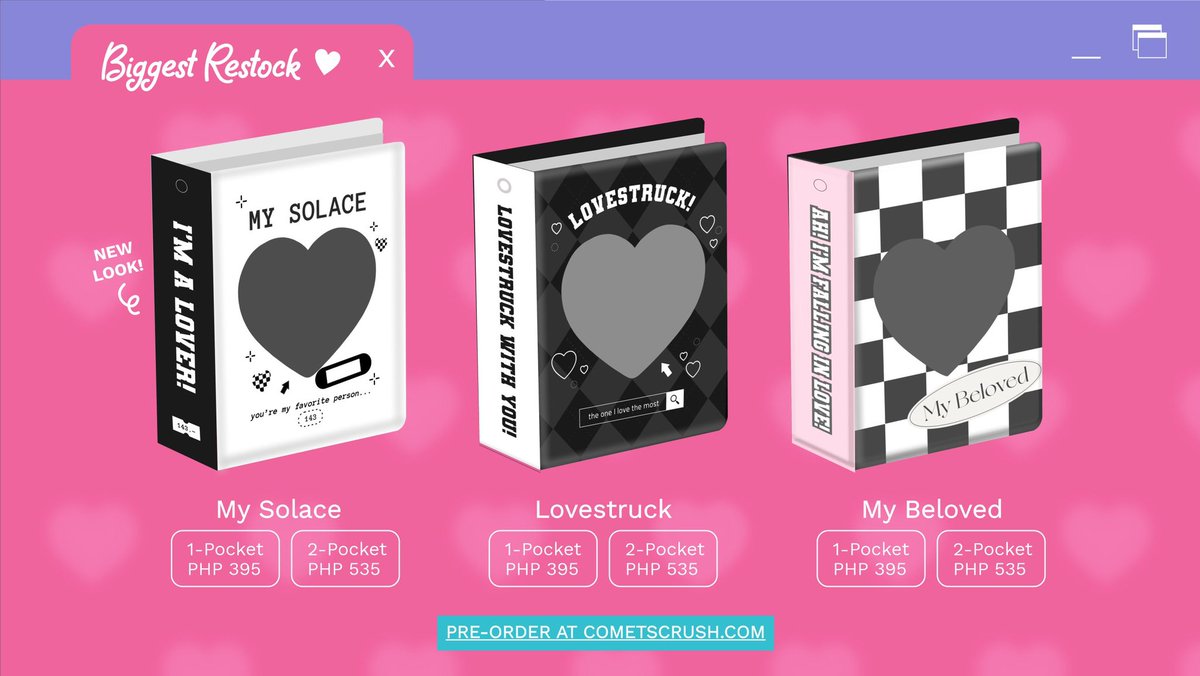 Biggest Restock
X
NEW
LOOK!
I'M A LOVER!
143.-
MY SOLACE
you're my favorite person...
143
LOVESTRUCK WITH YOU!
LOVESTRUCK!
the one I love the most
AH! I'M FALLING IN LOVE!
My Beloved
My Solace
1-Pocket
PHP 395
2-Pocket
PHP 535
Lovestruck
1-Pocket
PHP 395
2-Pocket
PHP 535
My Beloved
1-Pocket
PHP 395
2-Pocket
PHP 535
PRE-ORDER AT COMETSCRUSH.COM